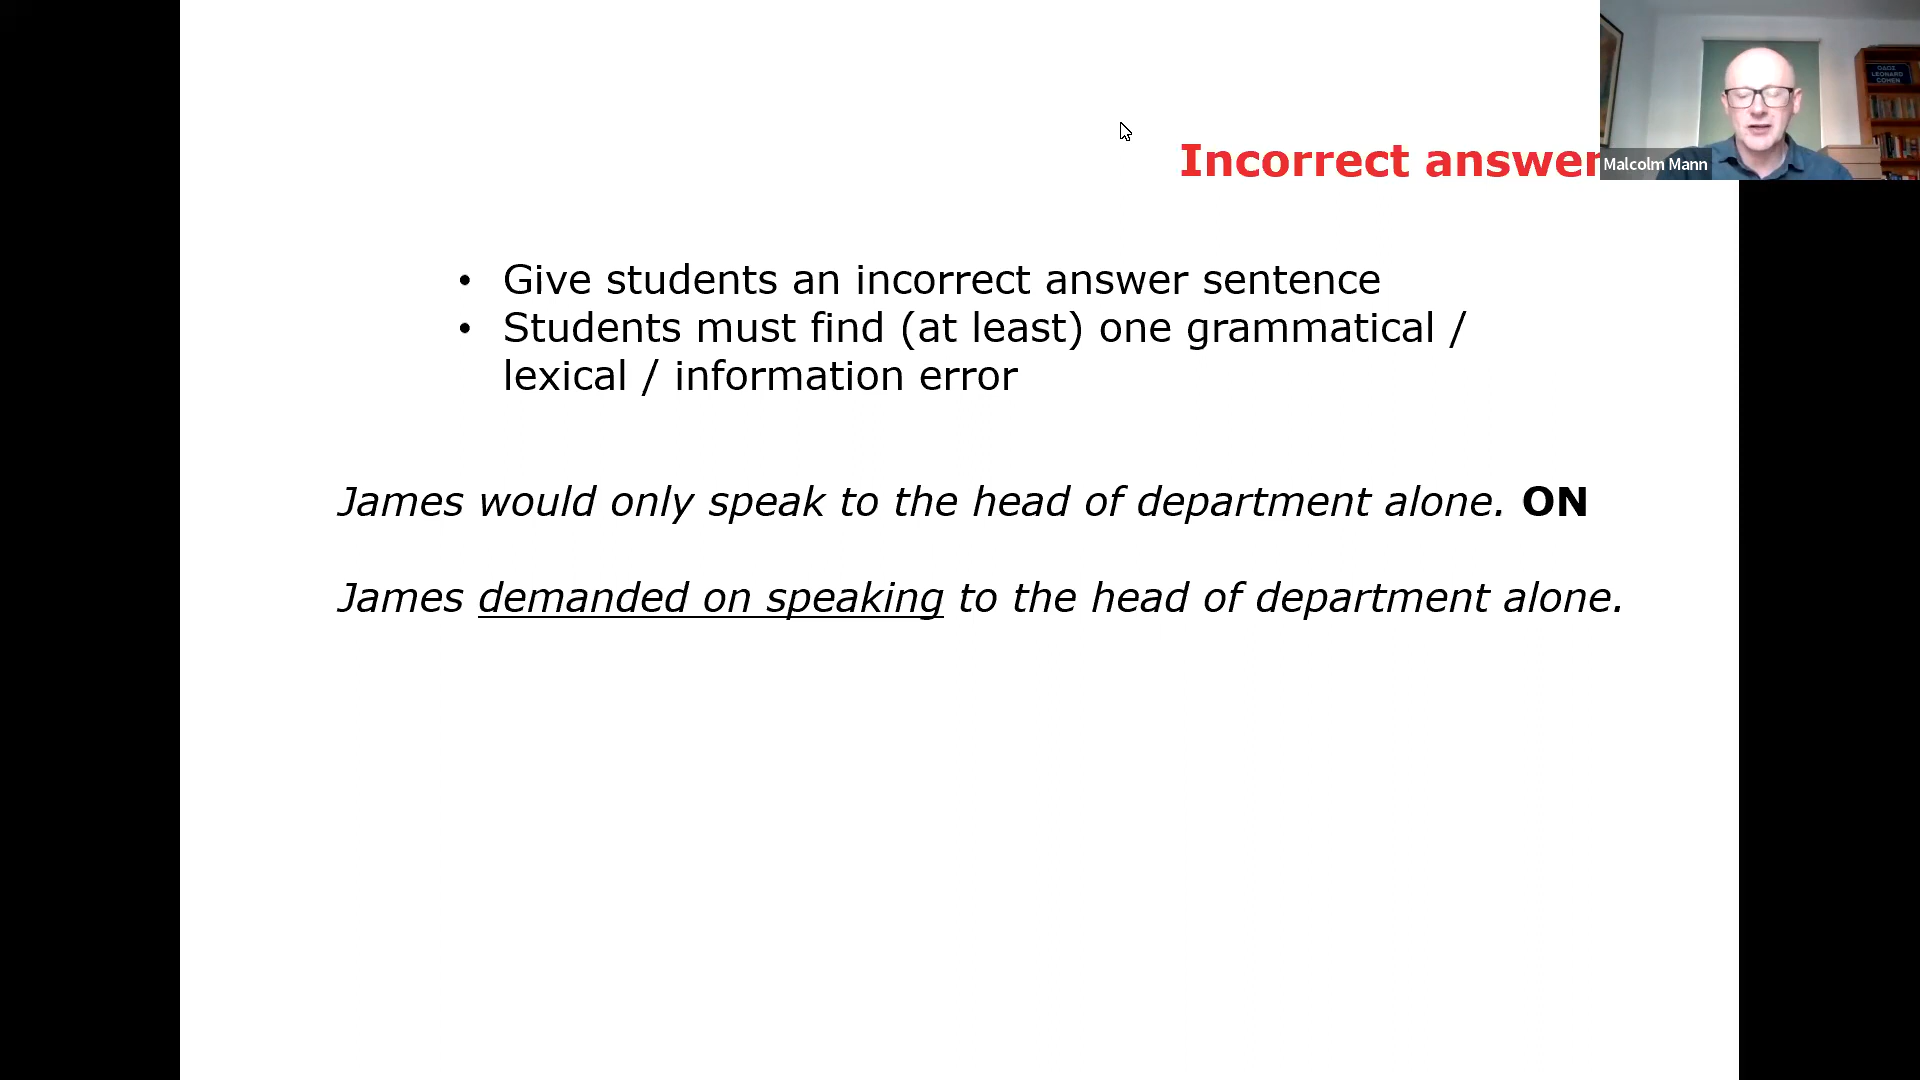 Incorrect answer
Malcolm Mann
• Give students an incorrect answer sentence
• Students must find (at least) one grammatical /
lexical / information error
James would only speak to the head of department alone. ON
James demanded on speaking to the head of department alone.
LEONARD
COHEN